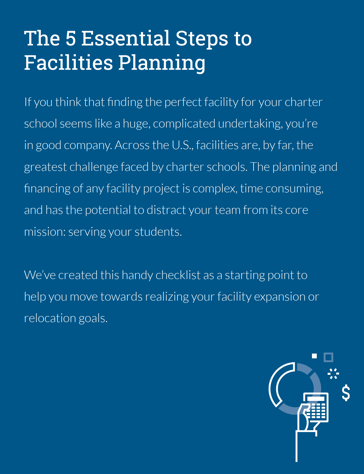 The 5 Essential Steps to
Facilities Planning
If you think that finding the perfect facility for your charter
school seems like a huge, complicated undertaking, you’re
in good company. Across the U.S., facilities are, by far, the
greatest challenge faced by charter schools. The planning and
financing of any facility project is complex, time consuming,
and has the potential to distract your team from its core
mission: serving your students.
We’ve created this handy checklist as a starting point to
help you move towards realizing your facility expansion or
relocation goals.
$